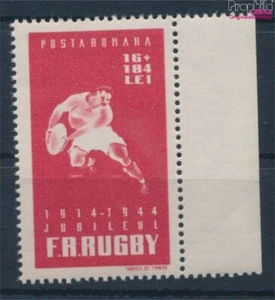 POSTA ROMANA
16+
184
LEI
1914-1944
JUBILEUL
F.R.RUGBY